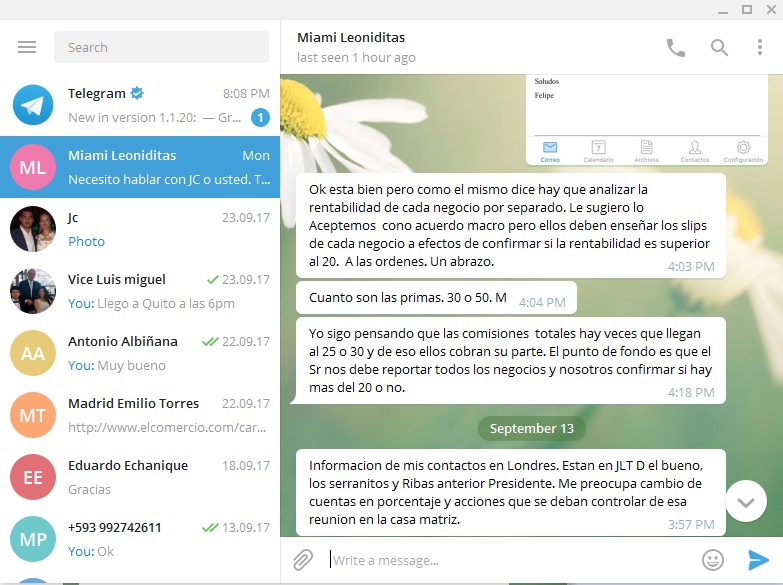 Search
Telegram 8:08 PM
New in version 1.1.20: — Gr... 1
ML Miami Leoniditas Mon
Necesito hablar con JC o usted. T...
Jc 23.09.17
Photo
Vice Luis miguel 23.09.17
You: Llego a Quito a las 6pm
AA Antonio Albiñana 22.09.17
You: Muy bueno
MT Madrid Emilio Torres 22.09.17
http://www.elcomercio.com/car...
EE Eduardo Echanique 18.09.17
Gracias
MP +593 992742611 13.09.17
You: Ok
Miami Leoniditas
last seen 1 hour ago
Saludos
Felipe
Correo Calendario Archivos Contactos Configuración
7
Ok esta bien pero como el mismo dice hay que analizar la
rentabilidad de cada negocio por separado. Le sugiero lo
Aceptemos cono acuerdo macro pero ellos deben enseñar los slips
de cada negocio a efectos de confirmar si la rentabilidad es superior
al 20. A las ordenes. Un abrazo.
4:03 PM
Cuanto son las primas. 30 o 50. M 4:04 PM
Yo sigo pensando que las comisiones totales hay veces que llegan
al 25 o 30 y de eso ellos cobran su parte. El punto de fondo es que el
Sr nos debe reportar todos los negocios y nosotros confirmar si hay
mas del 20 o no.
4:18 PM
September 13
Informacion de mis contactos en Londres. Estan en JLT D el bueno,
los serranitos y Ribas anterior Presidente. Me preocupa cambio de
cuentas en porcentaje y acciones que se deban controlar de esa
reunion en la casa matriz.
3:57 PM
Write a message...